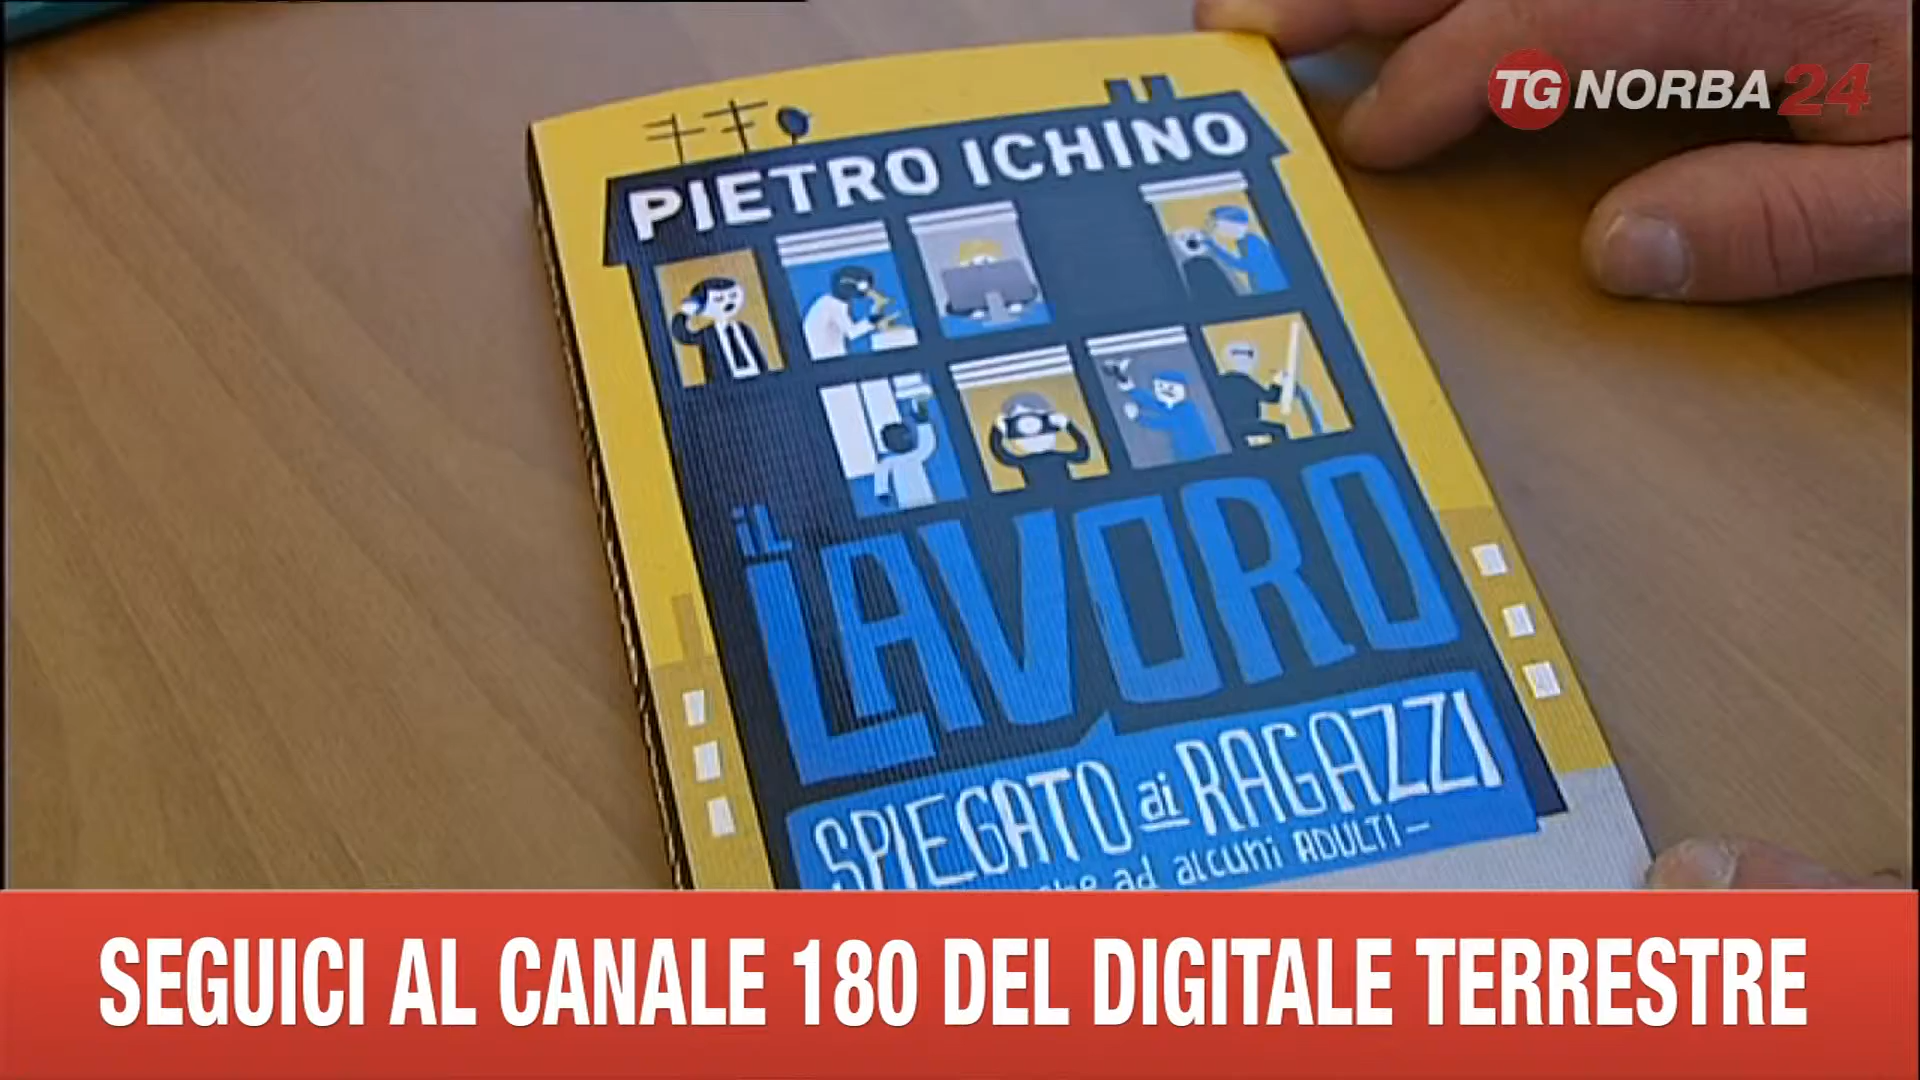 TG NORBA 24
PIETRO ICHINO
iL
LAVORO
SPIEGATO ai RAGAZZI
ad alcuni ADULTI–
SEGUICI AL CANALE 180 DEL DIGITALE TERRESTRE